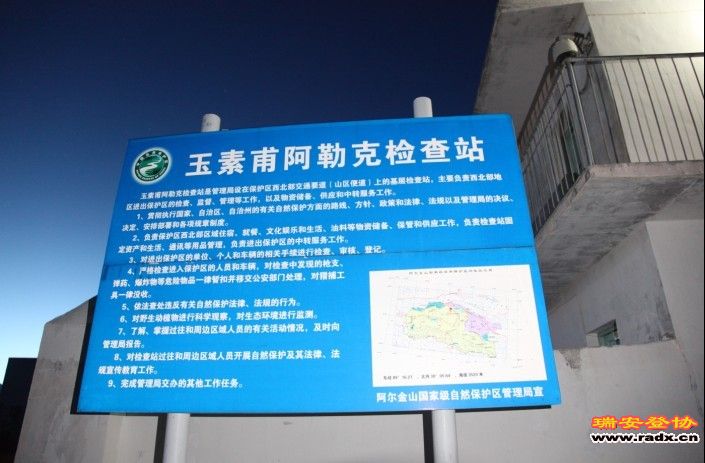 玉素甫阿勒克检查站
玉素甫阿勒克检查站是管理局设在保护区西北部交通要道（山区便道）上的基层检查站，主要负责西北部地
区进出保护区的检查、监督、管理等工作，以及物资储备、供应和中转服务工作。
1、贯彻执行国家、自治区、自治州的有关自然保护方面的路线、方针、政策和法律、法规以及管理局的决议、
决定、安排部署和各项规章制度。
2、负责保护区西北部区域住宿、就餐、文化娱乐和生活、油料等物资储备、保管和供应工作，负责检查站固
定资产和生活、通讯等用品管理，负责进出保护区的中转服务工作。
3、对进出保护区的单位、个人和车辆的相关手续进行检查、审核、登记。
4、严格检查进入保护区的人员和车辆，对检查中发现的枪支、
弹药、爆炸物等危险物品一律暂扣并移交公安部门处理，对猎捕工
具一律没收。
5、依法查处违反有关自然保护法律、法规的行为。
6、对野生动植物进行科学观察，对生态环境进行监测。
7、了解、掌握过往和周边区域人员的有关活动情况，及时向
管理局报告。
8、对检查站过往和周边区域人员开展自然保护及其法律、法
规宣传教育工作。
9、完成管理局交办的其他工作任务。
阿尔金山国家级自然保护区管理局宣
瑞安登协
www.radx.cn